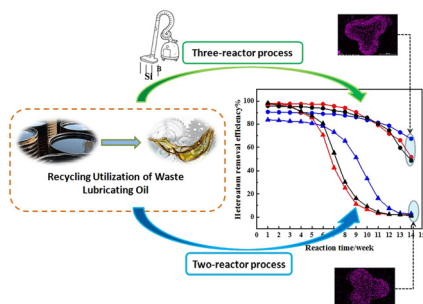 Three-reactor process
Si
B
Recycling Utilization of Waste
Lubricating Oil
Two-reactor process
Heteroatom removal efficiency%
100
80
60
40
20
0
0 1 2 3 4 5 6 7 8 9 10 11 12 13 14
Reaction time/week